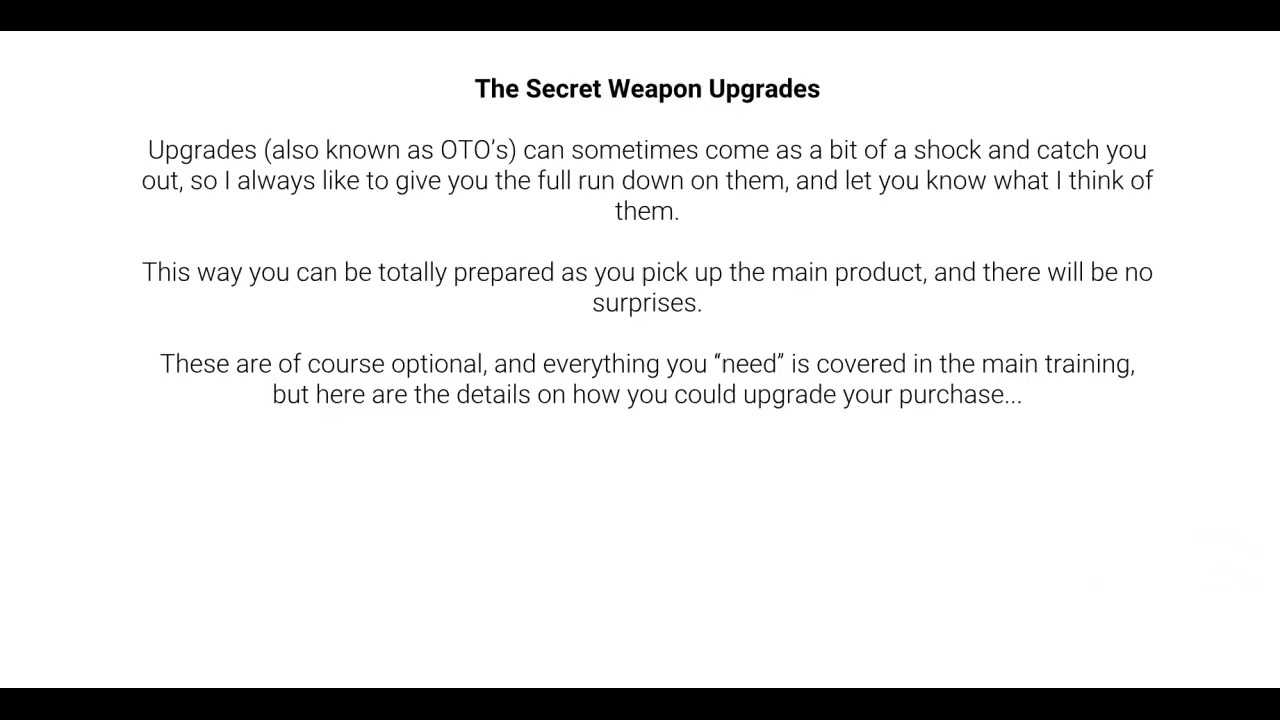 The Secret Weapon Upgrades
Upgrades (also known as OTO’s) can sometimes come as a bit of a shock and catch you
out, so I always like to give you the full run down on them, and let you know what I think of
them.
This way you can be totally prepared as you pick up the main product, and there will be no
surprises.
These are of course optional, and everything you “need” is covered in the main training,
but here are the details on how you could upgrade your purchase...